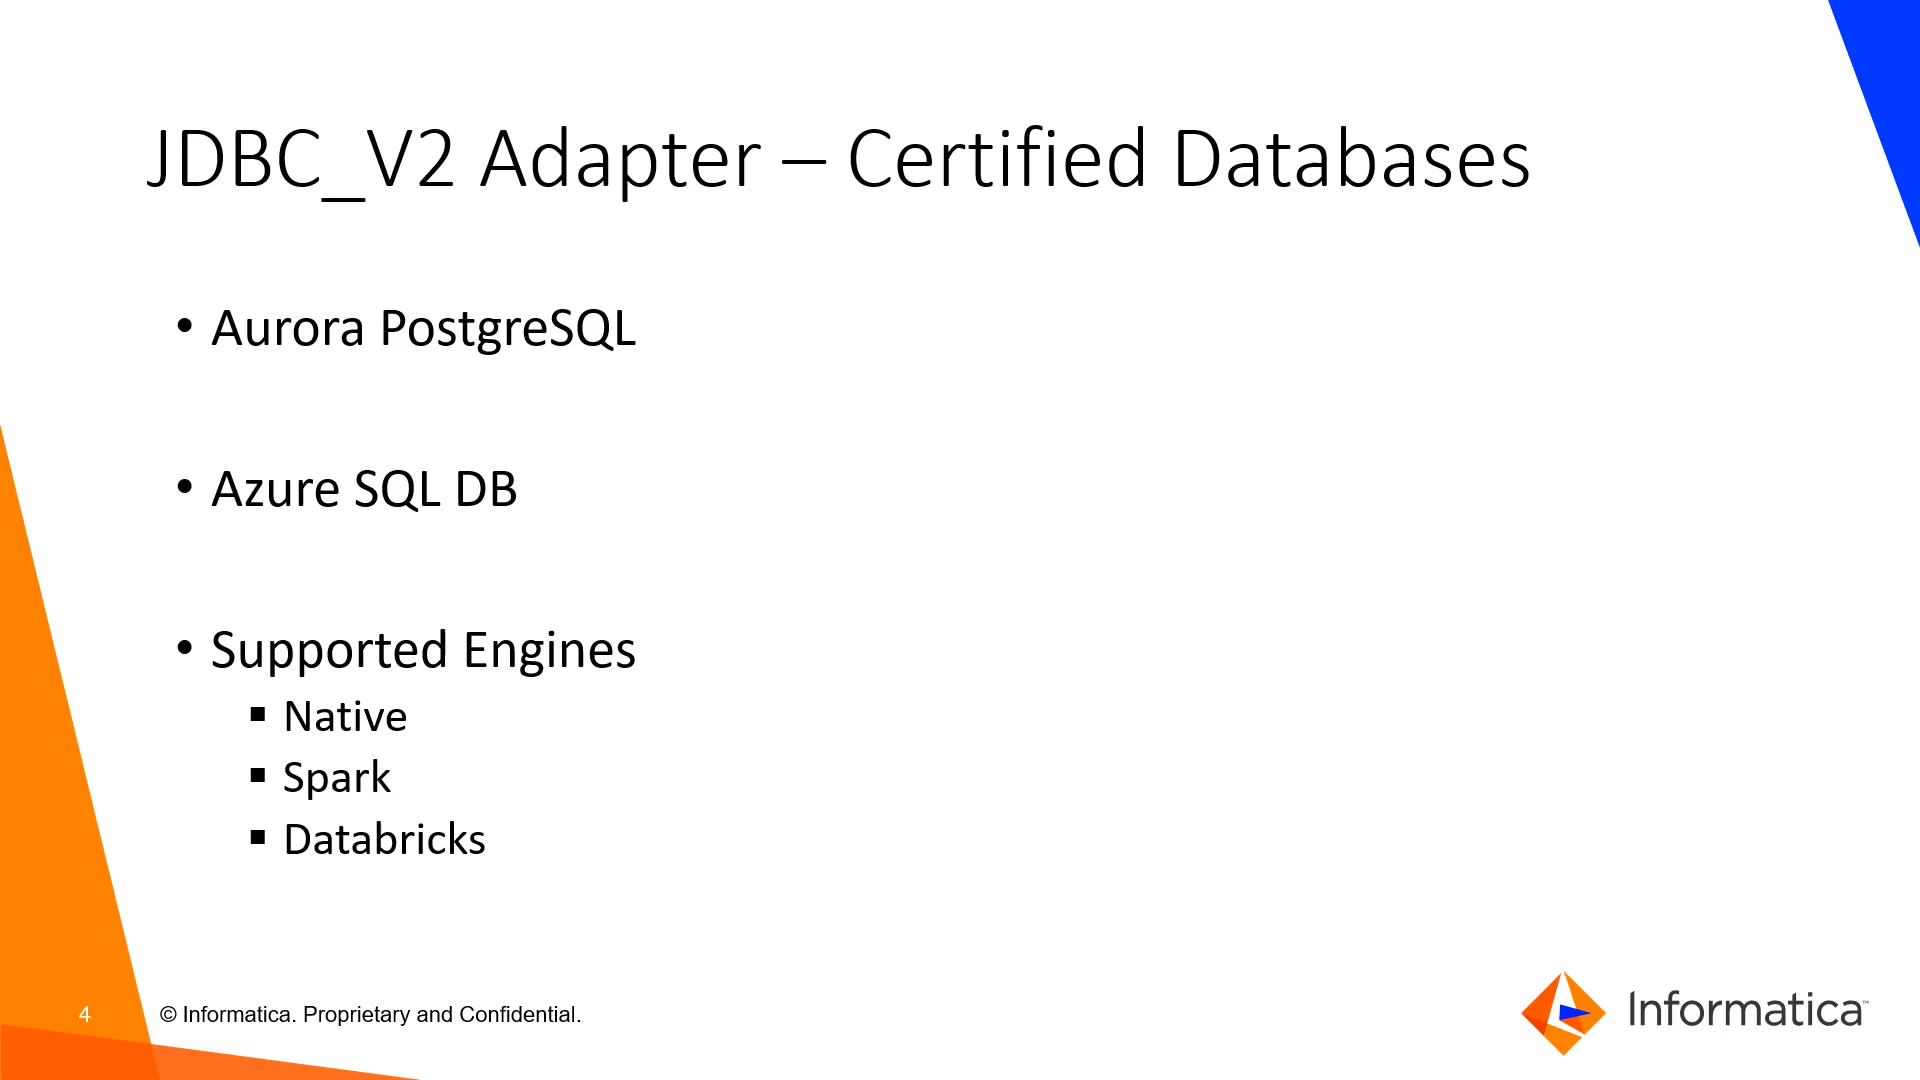 JDBC_V2 Adapter – Certified Databases
• Aurora PostgreSQL
• Azure SQL DB
• Supported Engines
▪ Native
▪ Spark
▪ Databricks
4
© Informatica. Proprietary and Confidential.
Informatica™